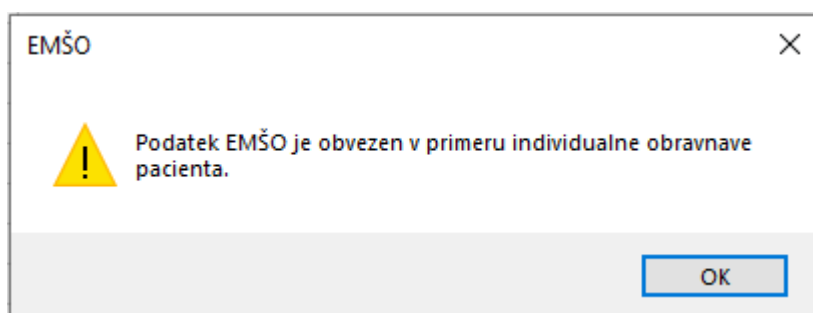 EMŠO
Podatek EMŠO je obvezen v primeru individualne obravnave
pacienta.
OK